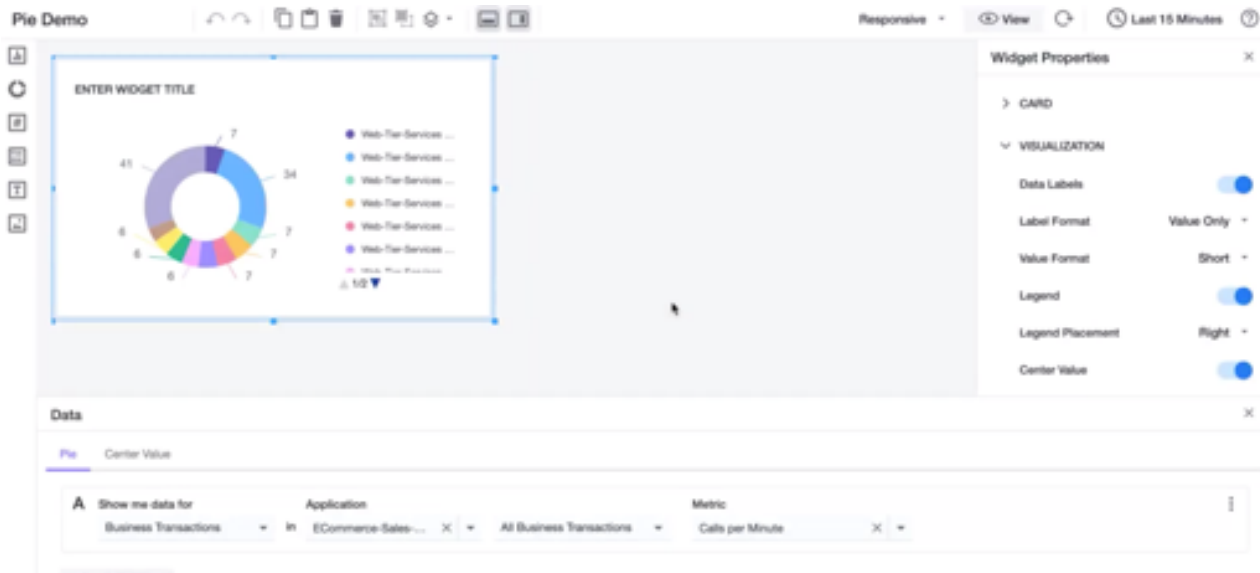 Pie Demo
Responsive
View
Last 15 Minutes
Widget Properties
ENTER WIDGET TITLE
CARD
VISUALIZATION
7
41
34
7
7
7
6
6
6
Web-Tier-Services ...
Web-Tier-Services ...
Web-Tier-Services ...
Web-Tier-Services ...
Web-Tier-Services ...
Web-Tier-Services ...
Web-Tier-Services ...
1/2
Data Labels
Label Format Value Only
Value Format Short
Legend
Legend Placement Right
Center Value
Data
Pie Center Value
A Show me data for Application Metric
Business Transactions in ECommerce-Sales-... All Business Transactions Calls per Minute